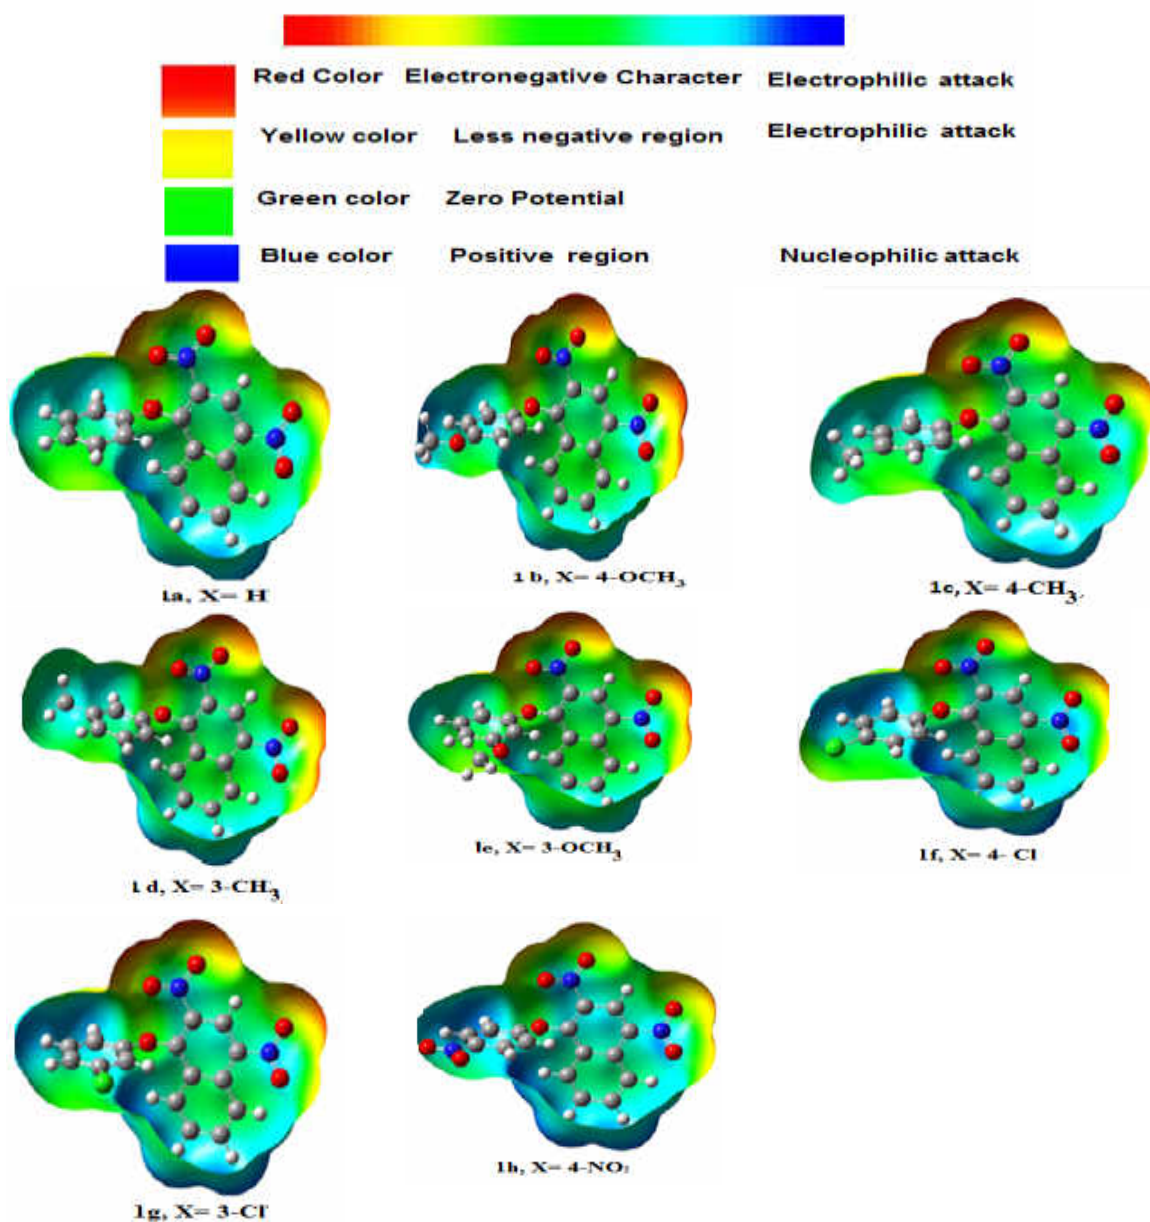 Red Color Electronegative Character Electrophilic attack
Yellow color Less negative region Electrophilic attack
Green color Zero Potential
Blue color Positive region Nucleophilic attack
1a, X= H
1b, X= 4-OCH₃
1c, X= 4-CH₃.
1d, X= 3-CH₃
1e, X= 3-OCH₃
1f, X= 4- Cl
1g, X= 3-Cl
1h, X= 4-NO₂